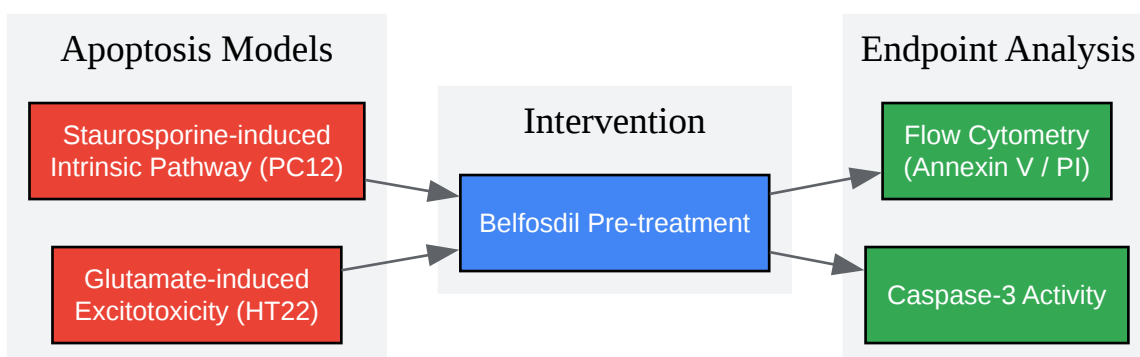 Apoptosis Models
Staurosporine-induced
Intrinsic Pathway (PC12)
Glutamate-induced
Excitotoxicity (HT22)
Intervention
Belfosdil Pre-treatment
Endpoint Analysis
Flow Cytometry
(Annexin V / PI)
Caspase-3 Activity